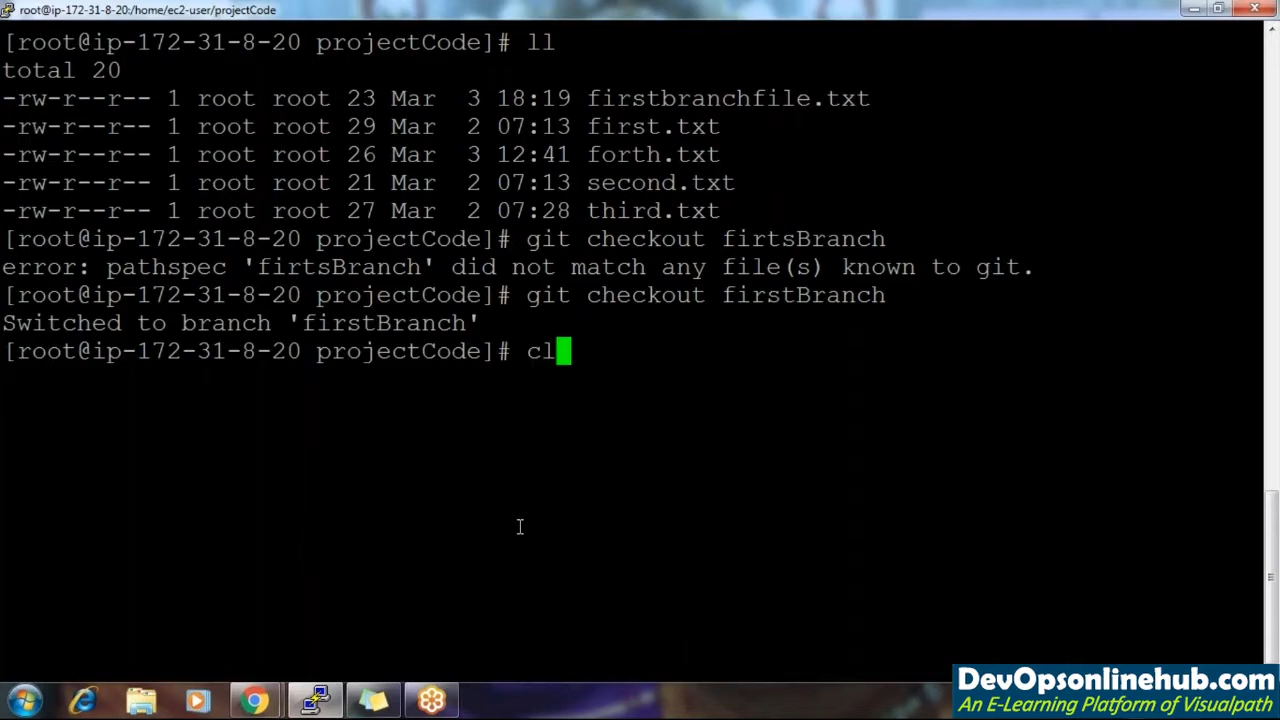 root@ip-172-31-8-20:/home/ec2-user/projectCode
[root@ip-172-31-8-20 projectCode]# ll
total 20
-rw-r--r-- 1 root root 23 Mar  3 18:19 firstbranchfile.txt
-rw-r--r-- 1 root root 29 Mar  2 07:13 first.txt
-rw-r--r-- 1 root root 26 Mar  3 12:41 forth.txt
-rw-r--r-- 1 root root 21 Mar  2 07:13 second.txt
-rw-r--r-- 1 root root 27 Mar  2 07:28 third.txt
[root@ip-172-31-8-20 projectCode]# git checkout firtsBranch
error: pathspec 'firtsBranch' did not match any file(s) known to git.
[root@ip-172-31-8-20 projectCode]# git checkout firstBranch
Switched to branch 'firstBranch'
[root@ip-172-31-8-20 projectCode]# cl
DevOpsonlinehub.com
An E-Learning Platform of Visualpath